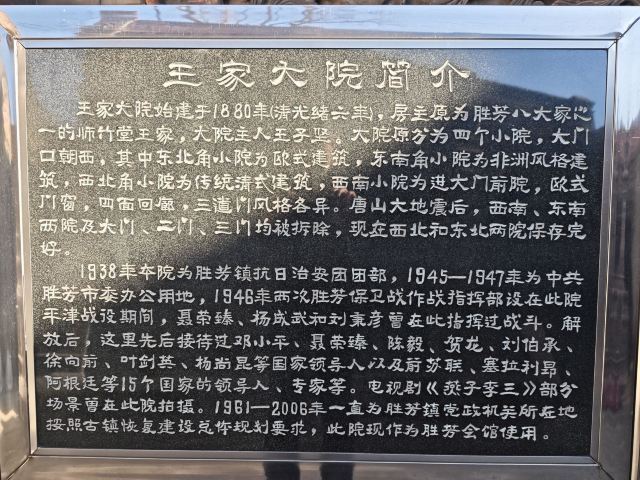 王家大院简介
王家大院始建于1880年(清光绪六年)，房主原为胜芳八大家之
一的师竹堂王家，大院主人王子坚。大院原分为四个小院，大门
口朝西，其中东北角小院为欧式建筑，东南角小院为非洲风格建
筑，西北角小院为传统清式建筑，西南小院为进大门前院，欧式
门窗，四面回廊，三道门风格各异。唐山大地震后，西南、东南
西院及大门、二门、三门均被拆除，现在西北和东北两院保存完
好。
1938年本院为胜芳镇抗日治安团团部，1945—1947年为中共
胜芳市委办公用地，1946年两次胜芳保卫战作战指挥部设在此院
平津战役期间，聂荣臻、杨成武和刘秉彦曾在此指挥过战斗。解
放后，这里先后接待过邓小平、聂荣臻、陈毅、贺龙、刘伯承、
徐向前、叶剑英、杨尚昆等国家领导人以及前苏联、塞拉利昂、
阿根廷等15个国家的领导人、专家等。电视剧《燕子李三》部分
场景曾在此院拍摄。1961—2006年一直为胜芳镇党政机关所在地
按照古镇恢复建设总体规划要求，此院现作为胜芳会馆使用。